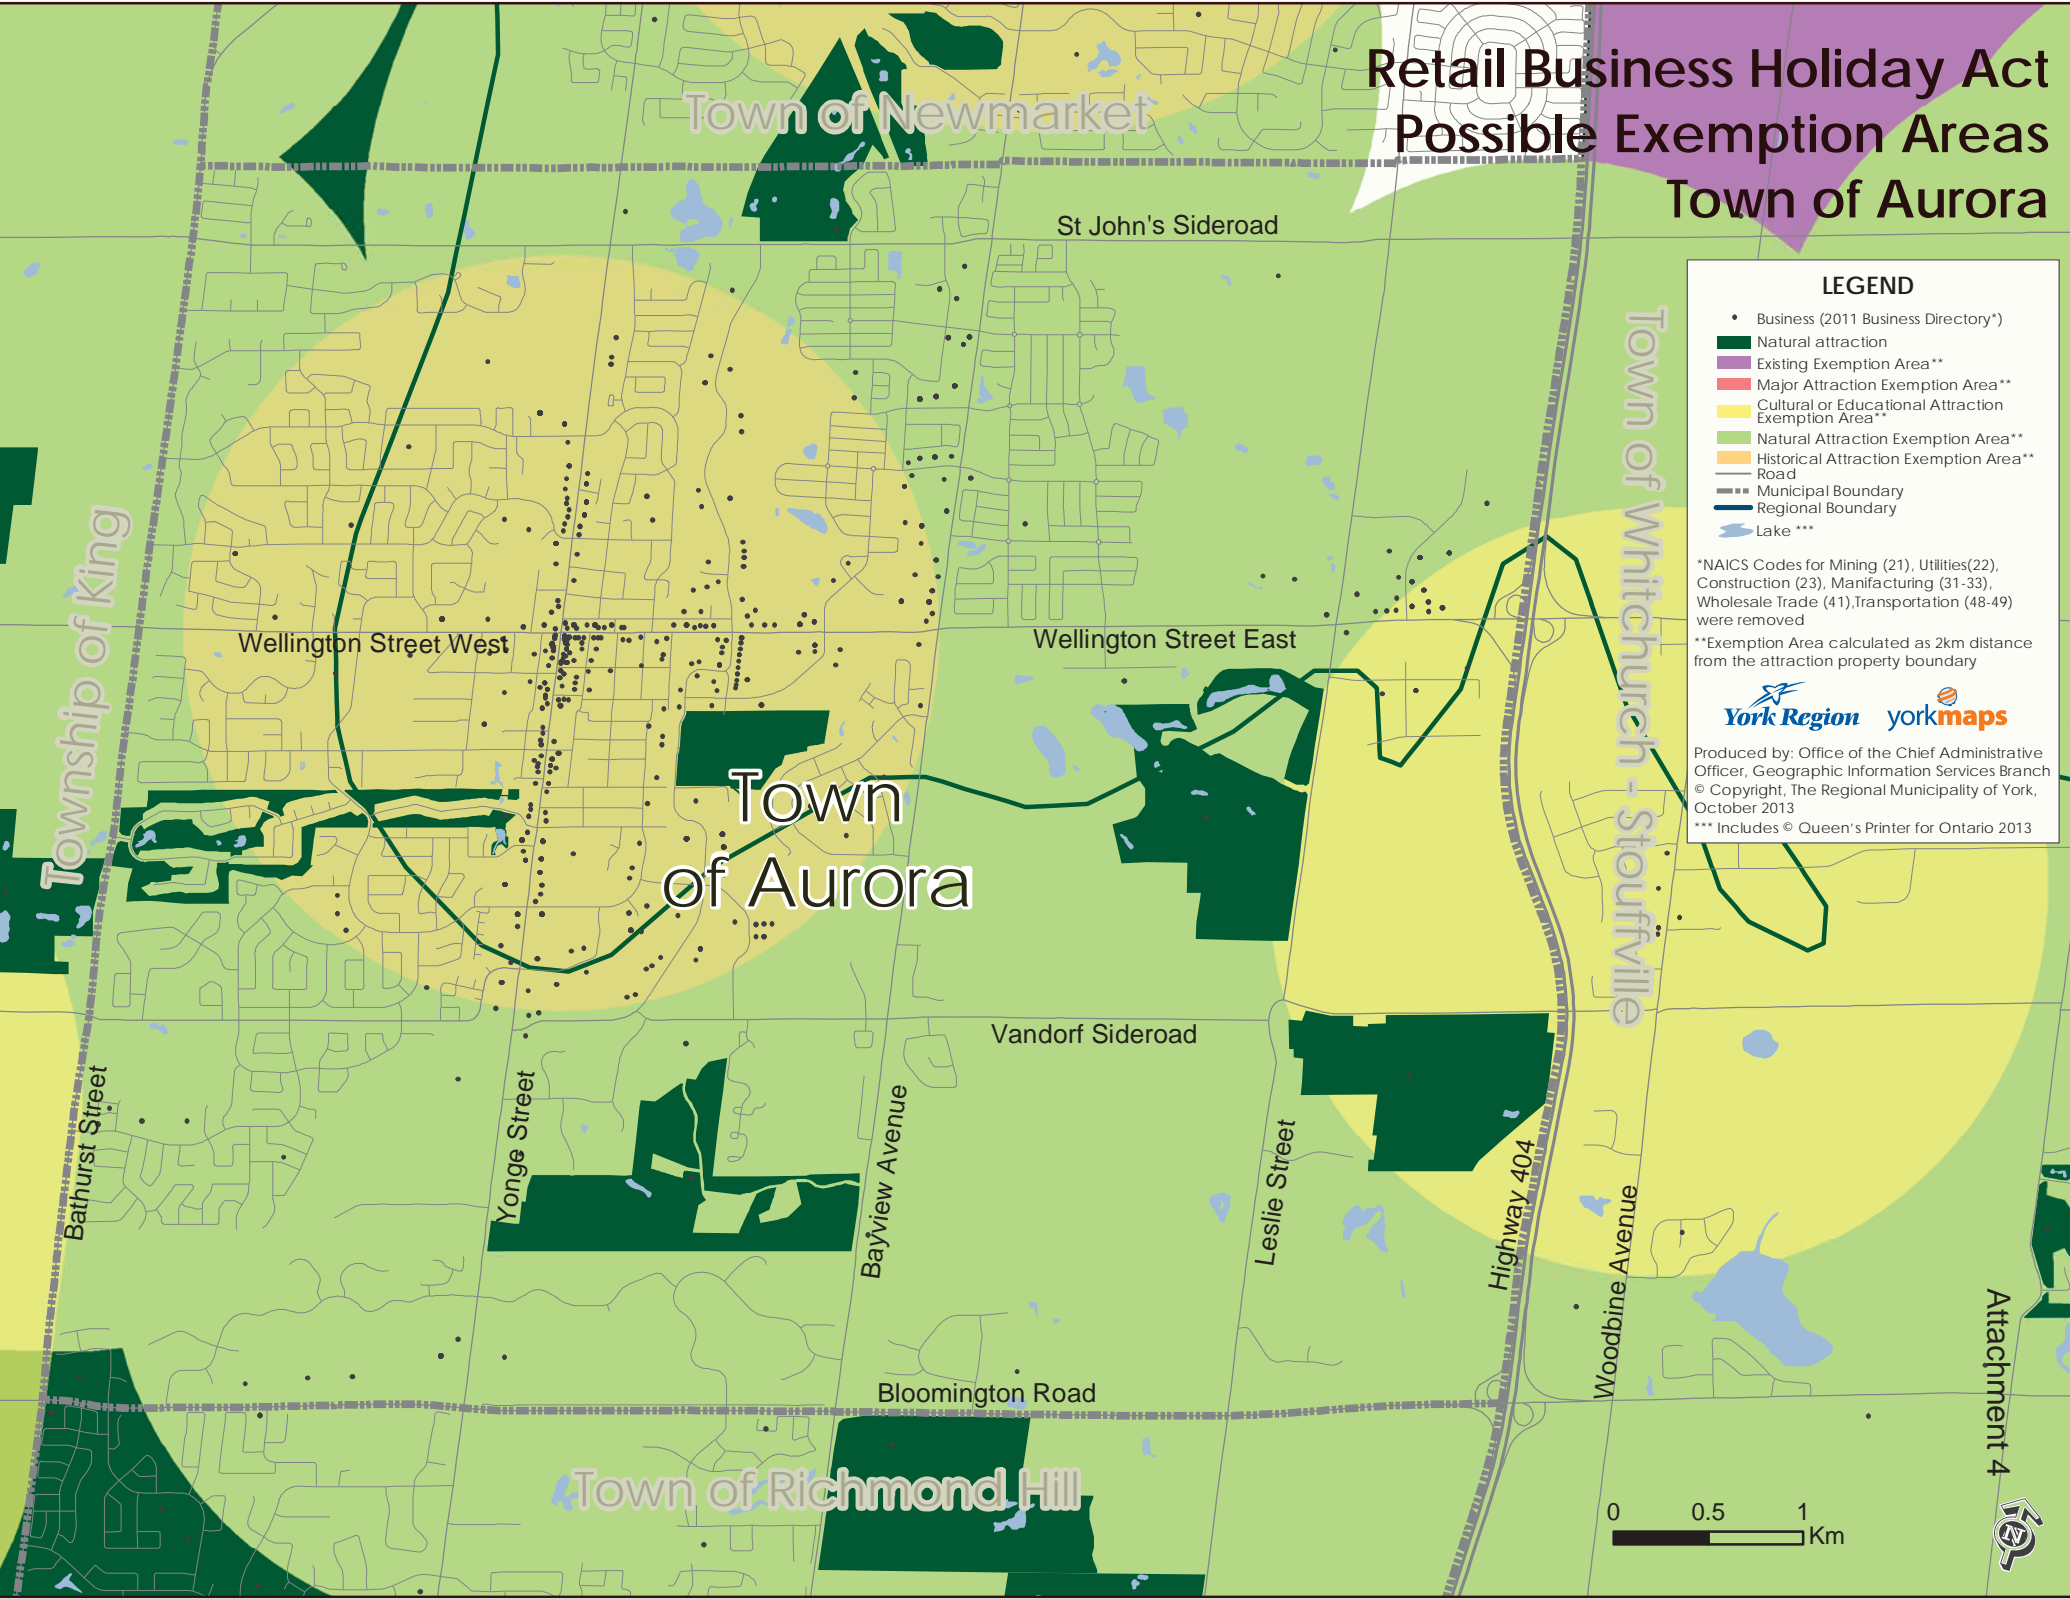 Retail Business Holiday Act
Possible Exemption Areas
Town of Aurora
Town of Newmarket
St John's Sideroad
LEGEND
Business (2011 Business Directory*)
Natural attraction
Existing Exemption Area**
Major Attraction Exemption Area**
Cultural or Educational Attraction
Exemption Area**
Natural Attraction Exemption Area**
Historical Attraction Exemption Area**
Road
Municipal Boundary
Regional Boundary
Lake ***
*NAICS Codes for Mining (21), Utilities(22),
Construction (23), Manifacturing (31-33),
Wholesale Trade (41),Transportation (48-49)
were removed
**Exemption Area calculated as 2km distance
from the attraction property boundary
York Region
yorkmaps
Produced by: Office of the Chief Administrative
Officer, Geographic Information Services Branch
© Copyright, The Regional Municipality of York,
October 2013
*** Includes © Queen's Printer for Ontario 2013
Township of King
Town of Whitchurch - Stouffville
Wellington Street West
Wellington Street East
Town
of Aurora
Vandorf Sideroad
Bathurst Street
Yonge Street
Bayview Avenue
Leslie Street
Highway 404
Woodbine Avenue
Bloomington Road
Town of Richmond Hill
Attachment 4
0 0.5 1
Km
N